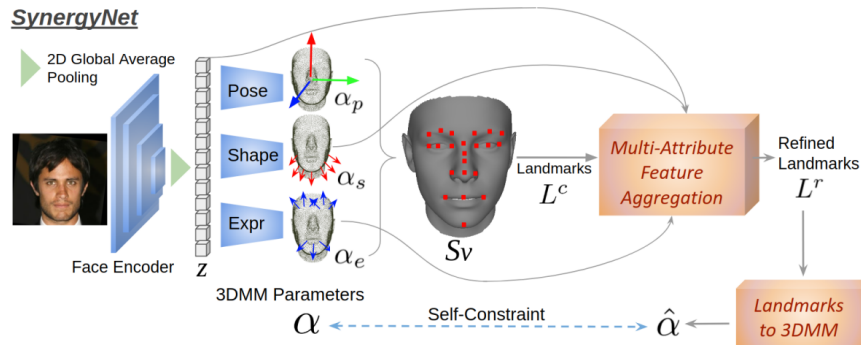 SynergyNet
2D Global Average
Pooling
Face Encoder
z
Pose
αₚ
Shape
αₛ
Expr
αₑ
3DMM Parameters
α
Sv
Landmarks
Lᶜ
Multi-Attribute
Feature
Aggregation
Refined
Landmarks
Lʳ
Landmarks
to 3DMM
Self-Constraint
α̂